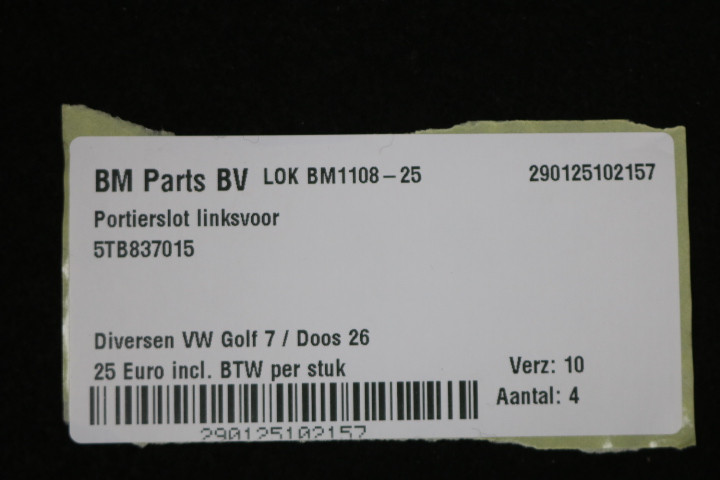 BM Parts BV LOK BM1108-25 290125102157
Portierslot linksvoor
5TB837015
Diversen VW Golf 7 / Doos 26
25 Euro incl. BTW per stuk Verz: 10
Aantal: 4
290125102157